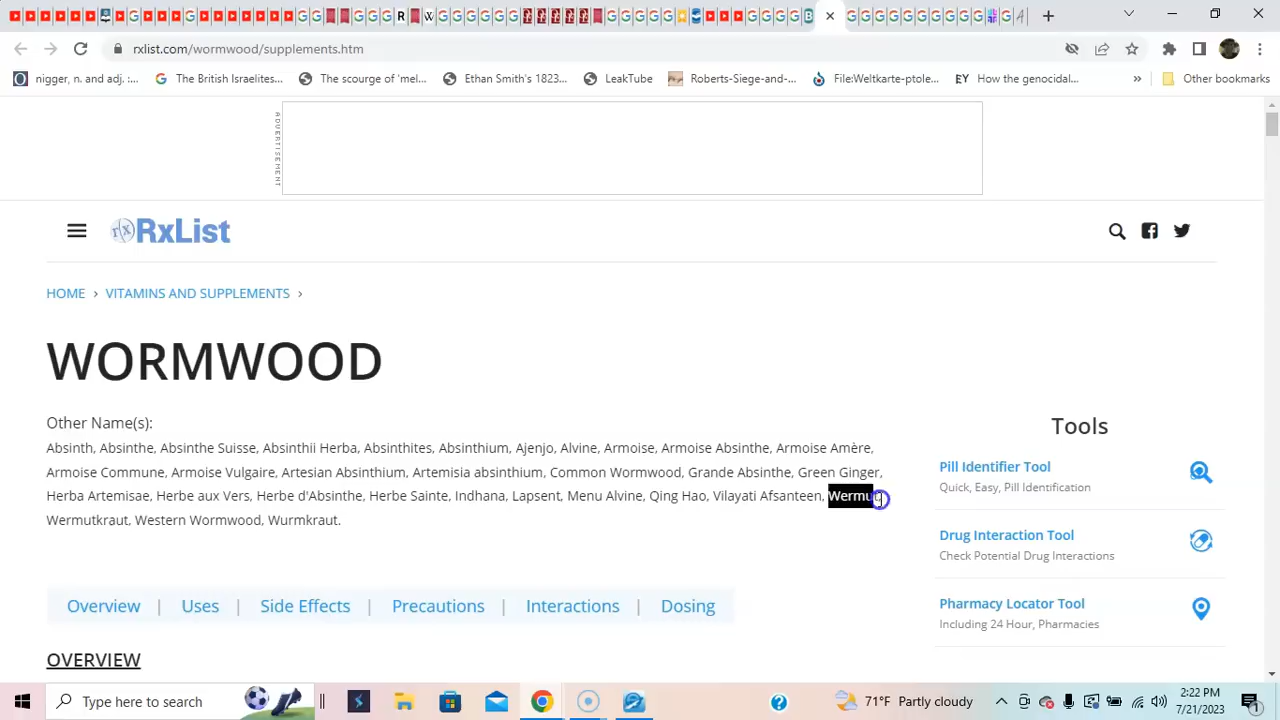 rxlist.com/wormwood/supplements.htm
nigger, n. and adj. :... The British Israelites... The scourge of 'mel... Ethan Smith's 1823... LeakTube Roberts-Siege-and-... File:Weltkarte-ptole... EY How the genocidal... » Other bookmarks
ADVERTISEMENT
RxList
HOME › VITAMINS AND SUPPLEMENTS ›
WORMWOOD
Other Name(s):
Absinth, Absinthe, Absinthe Suisse, Absinthii Herba, Absinthites, Absinthium, Ajenjo, Alvine, Armoise, Armoise Absinthe, Armoise Amère,
Armoise Commune, Armoise Vulgaire, Artesian Absinthium, Artemisia absinthium, Common Wormwood, Grande Absinthe, Green Ginger,
Herba Artemisae, Herbe aux Vers, Herbe d'Absinthe, Herbe Sainte, Indhana, Lapsent, Menu Alvine, Qing Hao, Vilayati Afsanteen, Wermu
Wermutkraut, Western Wormwood, Wurmkraut.
Tools
Pill Identifier Tool
Quick, Easy, Pill Identification
Drug Interaction Tool
Check Potential Drug Interactions
Pharmacy Locator Tool
Including 24 Hour, Pharmacies
Overview | Uses | Side Effects | Precautions | Interactions | Dosing
OVERVIEW
Type here to search
71°F Partly cloudy
2:22 PM
7/21/2023